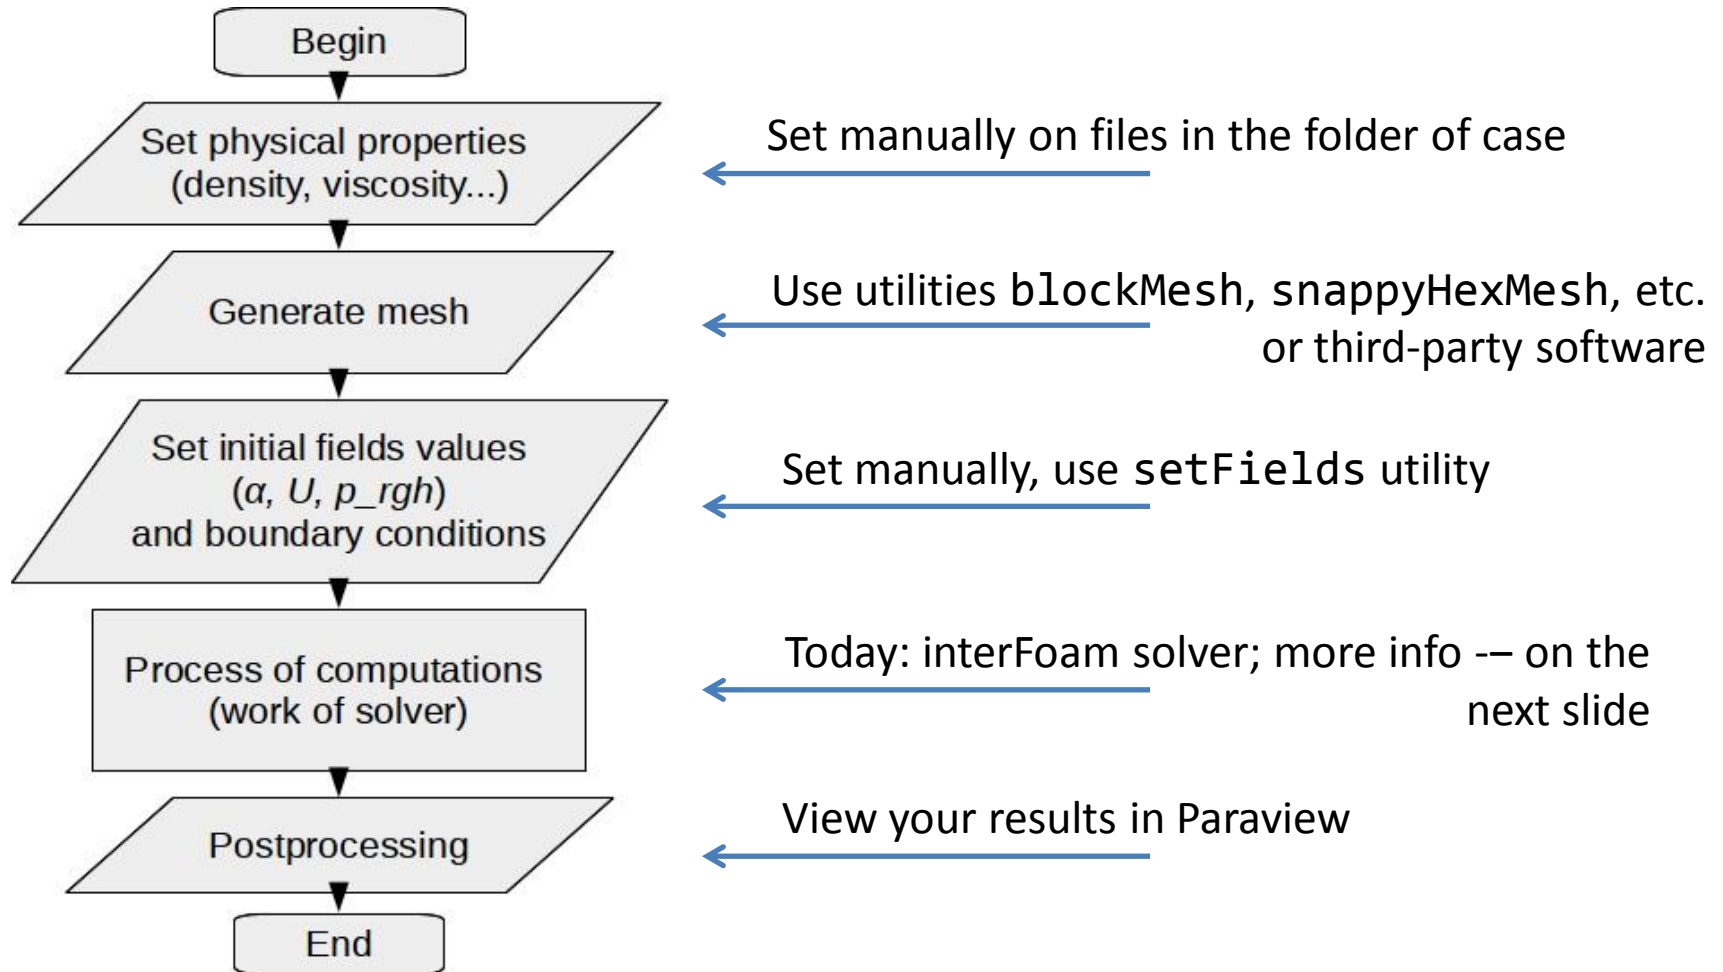 Begin
Set physical properties
(density, viscosity...)
Set manually on files in the folder of case
Generate mesh
Use utilities blockMesh, snappyHexMesh, etc.
or third-party software
Set initial fields values
(α, U, p_rgh)
and boundary conditions
Set manually, use setFields utility
Process of computations
(work of solver)
Today: interFoam solver; more info -– on the
next slide
Postprocessing
View your results in Paraview
End